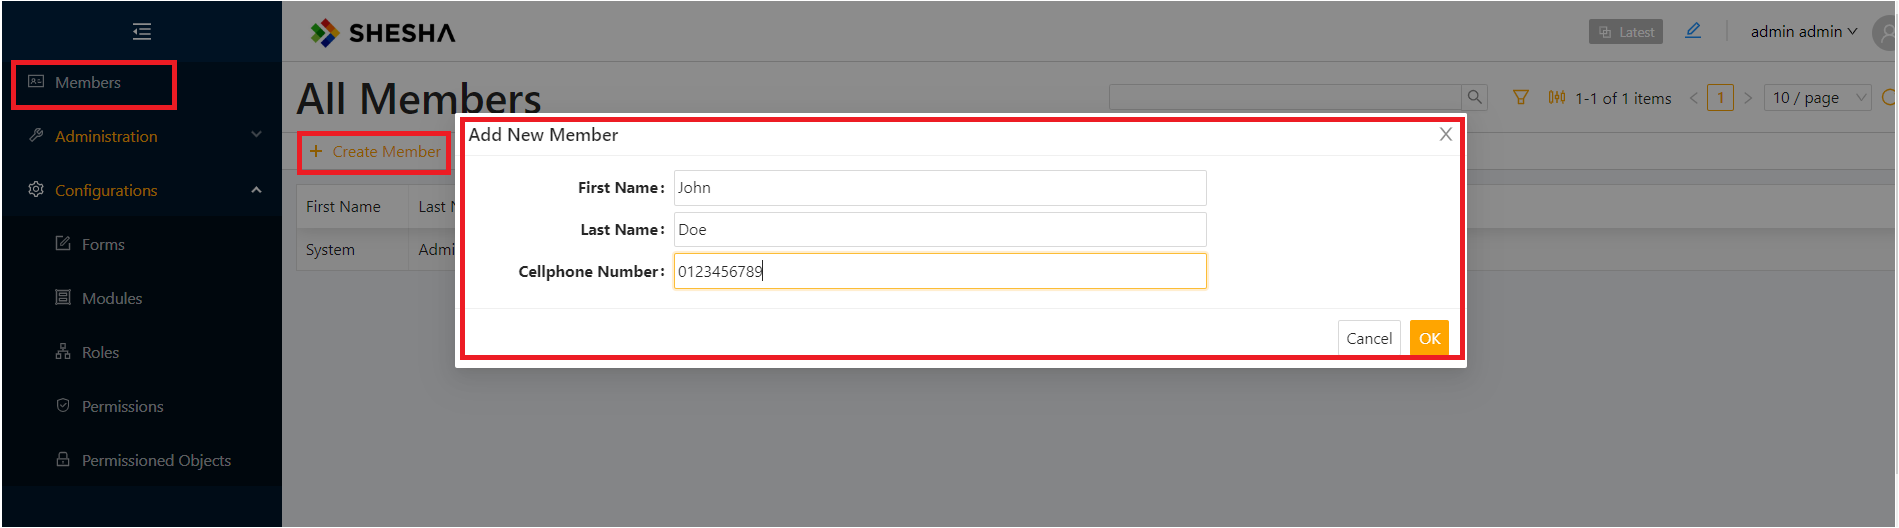 SHESHA
Latest
admin admin
Members
Administration
Configurations
Forms
Modules
Roles
Permissions
Permissioned Objects
All Members
1-1 of 1 items
1
10 / page
Create Member
First Name
Last
System
Admi
Add New Member
First Name:
John
Last Name:
Doe
Cellphone Number:
0123456789
Cancel
OK